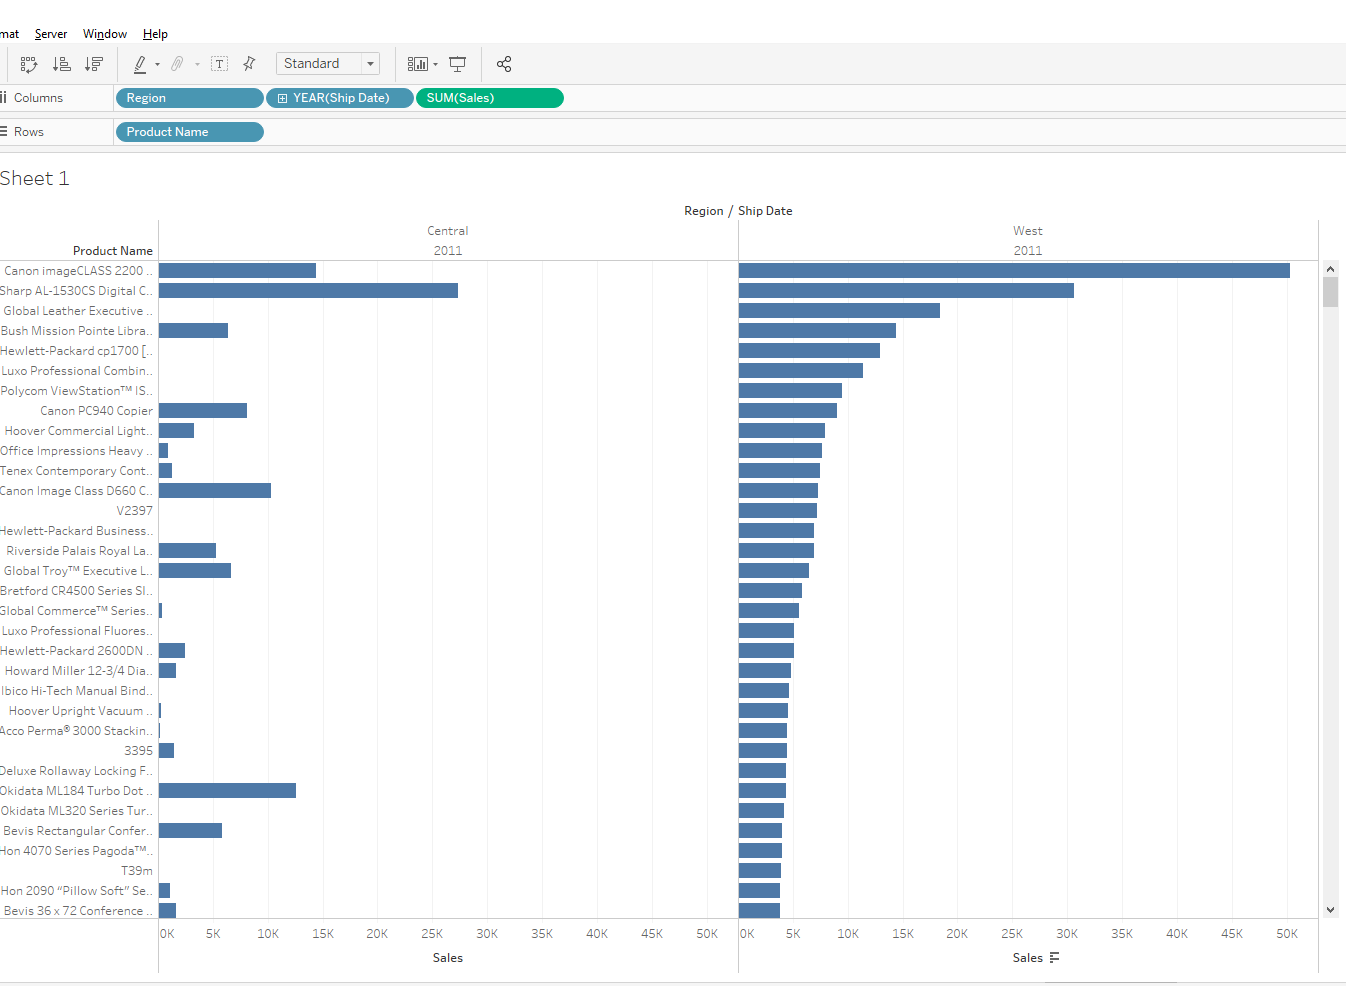 mat Server Window Help
Standard
Columns Region YEAR(Ship Date) SUM(Sales)
Rows Product Name
Sheet 1
Region / Ship Date
Central West
Product Name 2011 2011
Canon imageCLASS 2200 ..
Sharp AL-1530CS Digital C..
Global Leather Executive ..
Bush Mission Pointe Libra..
Hewlett-Packard cp1700 [..
Luxo Professional Combin..
Polycom ViewStation™ IS..
Canon PC940 Copier
Hoover Commercial Light..
Office Impressions Heavy ..
Tenex Contemporary Cont..
Canon Image Class D660 C..
V2397
Hewlett-Packard Business..
Riverside Palais Royal La..
Global Troy™ Executive L..
Bretford CR4500 Series Sl..
Global Commerce™ Series..
Luxo Professional Fluores..
Hewlett-Packard 2600DN ..
Howard Miller 12-3/4 Dia..
Ibico Hi-Tech Manual Bind..
Hoover Upright Vacuum ..
Acco Perma® 3000 Stackin..
3395
Deluxe Rollaway Locking F..
Okidata ML184 Turbo Dot ..
Okidata ML320 Series Tur..
Bevis Rectangular Confer..
Hon 4070 Series Pagoda™..
T39m
Hon 2090 “Pillow Soft” Se..
Bevis 36 x 72 Conference ..
0K 5K 10K 15K 20K 25K 30K 35K 40K 45K 50K 0K 5K 10K 15K 20K 25K 30K 35K 40K 45K 50K
Sales Sales